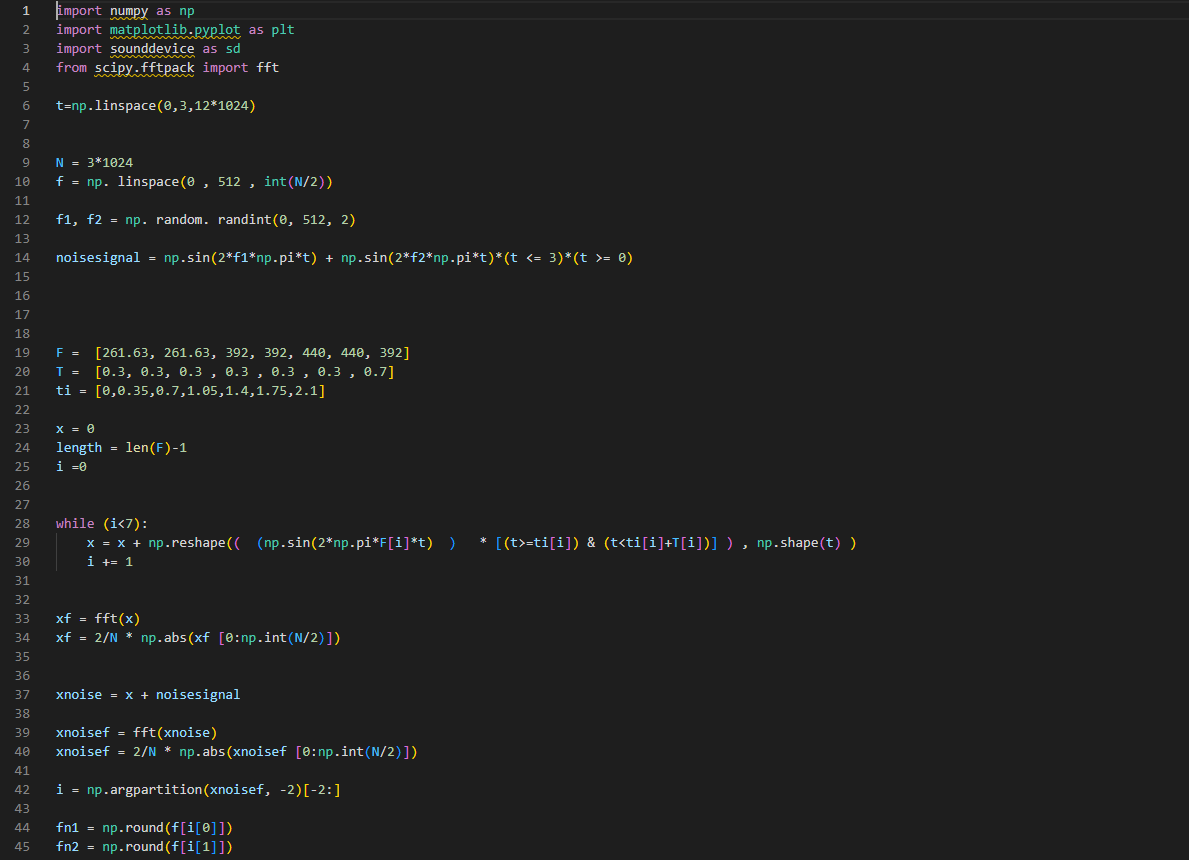 1 import numpy as np
2 import matplotlib.pyplot as plt
3 import sounddevice as sd
4 from scipy.fftpack import fft
5
6 t=np.linspace(0,3,12*1024)
7
8
9 N = 3*1024
10 f = np. linspace(0 , 512 , int(N/2))
11
12 f1, f2 = np. random. randint(0, 512, 2)
13
14 noisesignal = np.sin(2*f1*np.pi*t) + np.sin(2*f2*np.pi*t)*(t <= 3)*(t >= 0)
15
16
17
18
19 F =  [261.63, 261.63, 392, 392, 440, 440, 392]
20 T =  [0.3, 0.3, 0.3 , 0.3 , 0.3 , 0.3 , 0.7]
21 ti = [0,0.35,0.7,1.05,1.4,1.75,2.1]
22
23 x = 0
24 length = len(F)-1
25 i =0
26
27
28 while (i<7):
29     x = x + np.reshape((  (np.sin(2*np.pi*F[i]*t)  )   * [(t>=ti[i]) & (t<ti[i]+T[i])] ) , np.shape(t) )
30     i += 1
31
32
33 xf = fft(x)
34 xf = 2/N * np.abs(xf [0:np.int(N/2)])
35
36
37 xnoise = x + noisesignal
38
39 xnoisef = fft(xnoise)
40 xnoisef = 2/N * np.abs(xnoisef [0:np.int(N/2)])
41
42 i = np.argpartition(xnoisef, -2)[-2:]
43
44 fn1 = np.round(f[i[0]])
45 fn2 = np.round(f[i[1]])